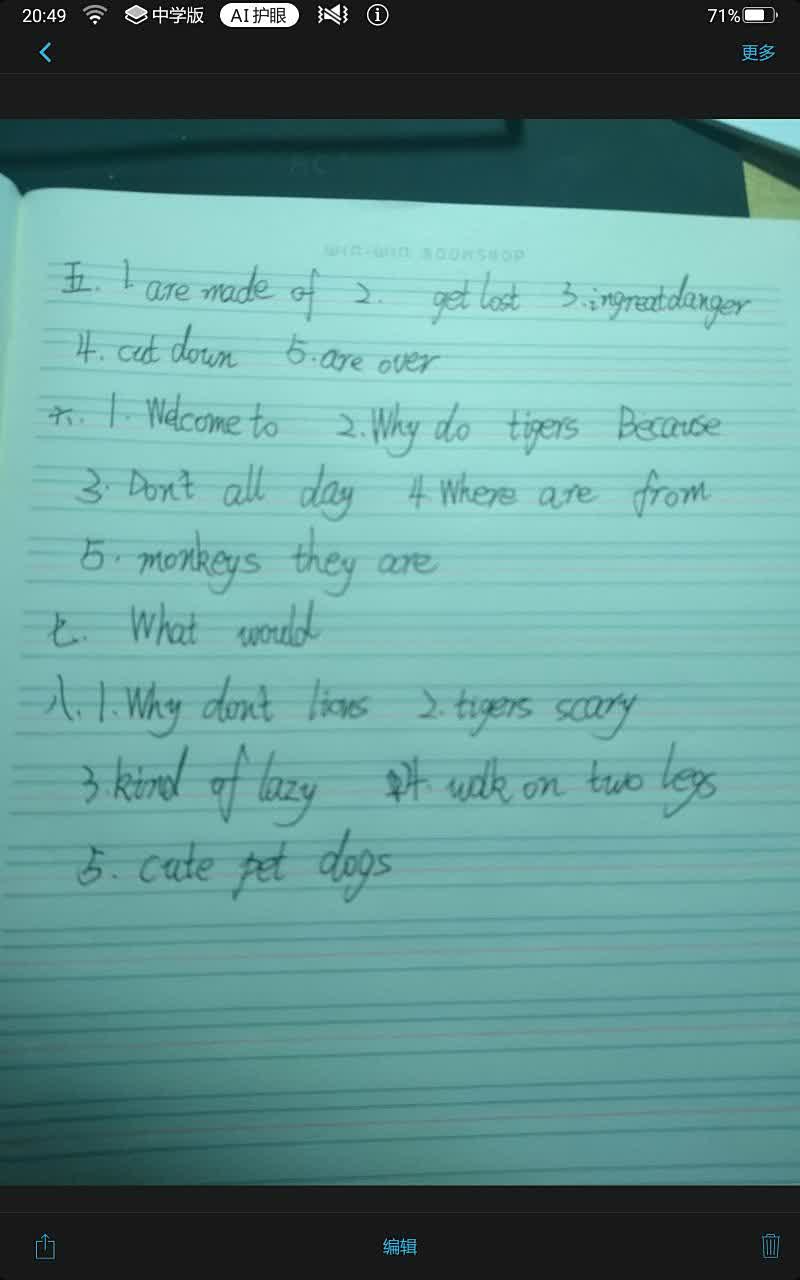 20:49 中学版 AI护眼 71%
更多
WIN-WIN BOOKSHOP
五. 1 are made of 2. get lost 3. in great danger
4. cut down 5. are over
六. 1. Welcome to 2. Why do tigers Because
3. Don't all day 4 Where are from
5. monkeys they are
七. What would
八. 1. Why don't lions 2. tigers scary
3. kind of lazy 4. walk on two legs
5. cute pet dogs
编辑